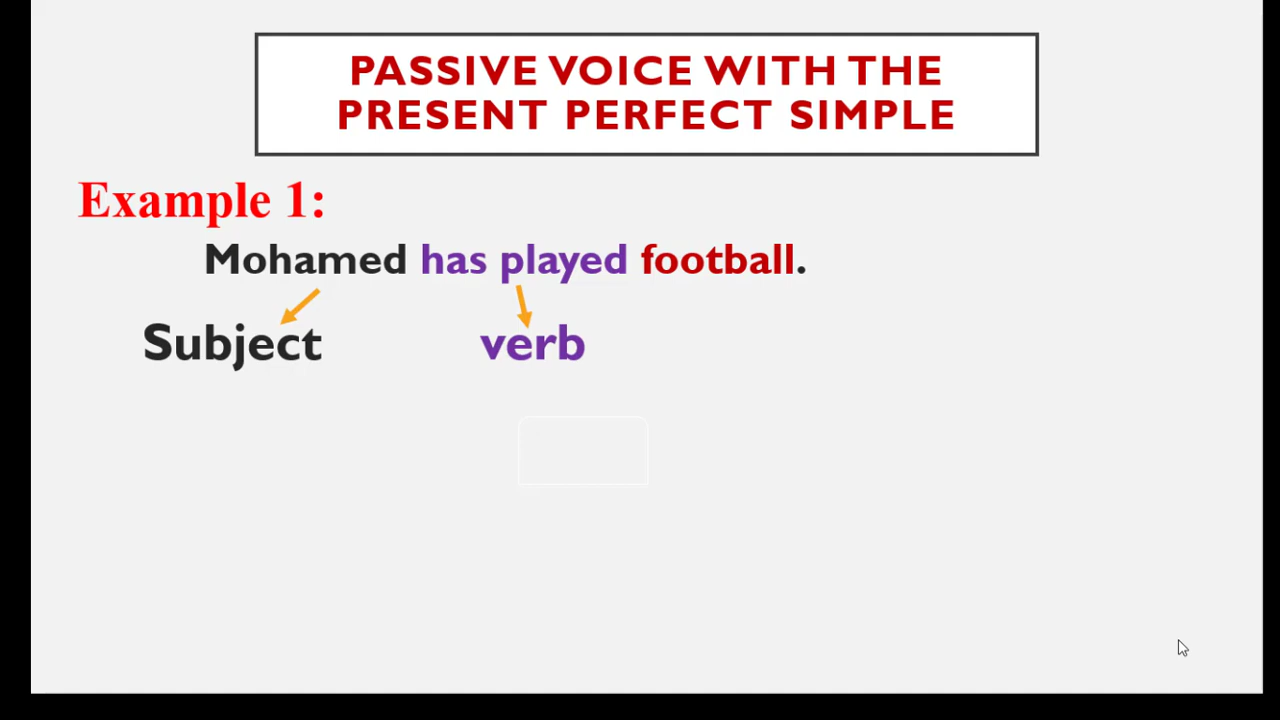 PASSIVE VOICE WITH THE
PRESENT PERFECT SIMPLE
Example 1:
Mohamed has played football.
Subject verb